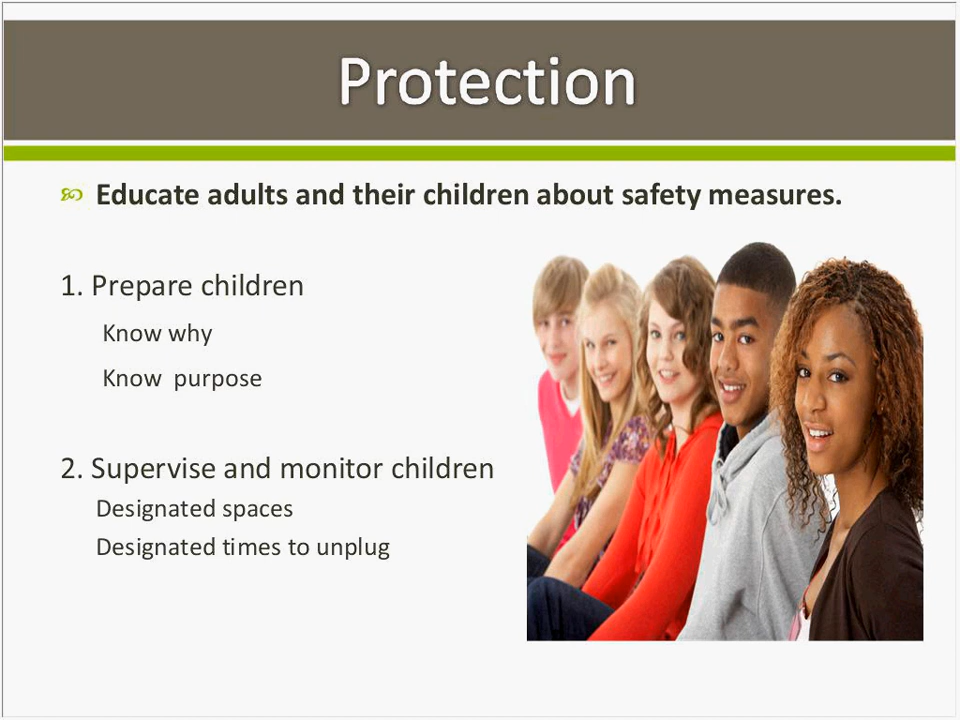 Protection
Educate adults and their children about safety measures.
1. Prepare children
Know why
Know purpose
2. Supervise and monitor children
Designated spaces
Designated times to unplug